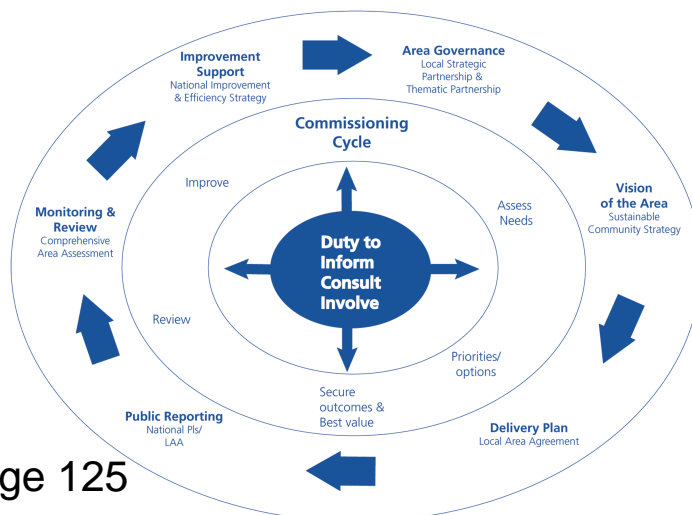 Improvement
Support
National Improvement
& Efficiency Strategy
Area Governance
Local Strategic
Partnership &
Thematic Partnership
Commissioning
Cycle
Improve
Assess
Needs
Vision
of the Area
Sustainable
Community Strategy
Monitoring &
Review
Comprehensive
Area Assessment
Duty to
Inform
Consult
Involve
Review
Priorities/
options
Secure
outcomes &
Best value
Public Reporting
National PIs/
LAA
Delivery Plan
Local Area Agreement
ge 125